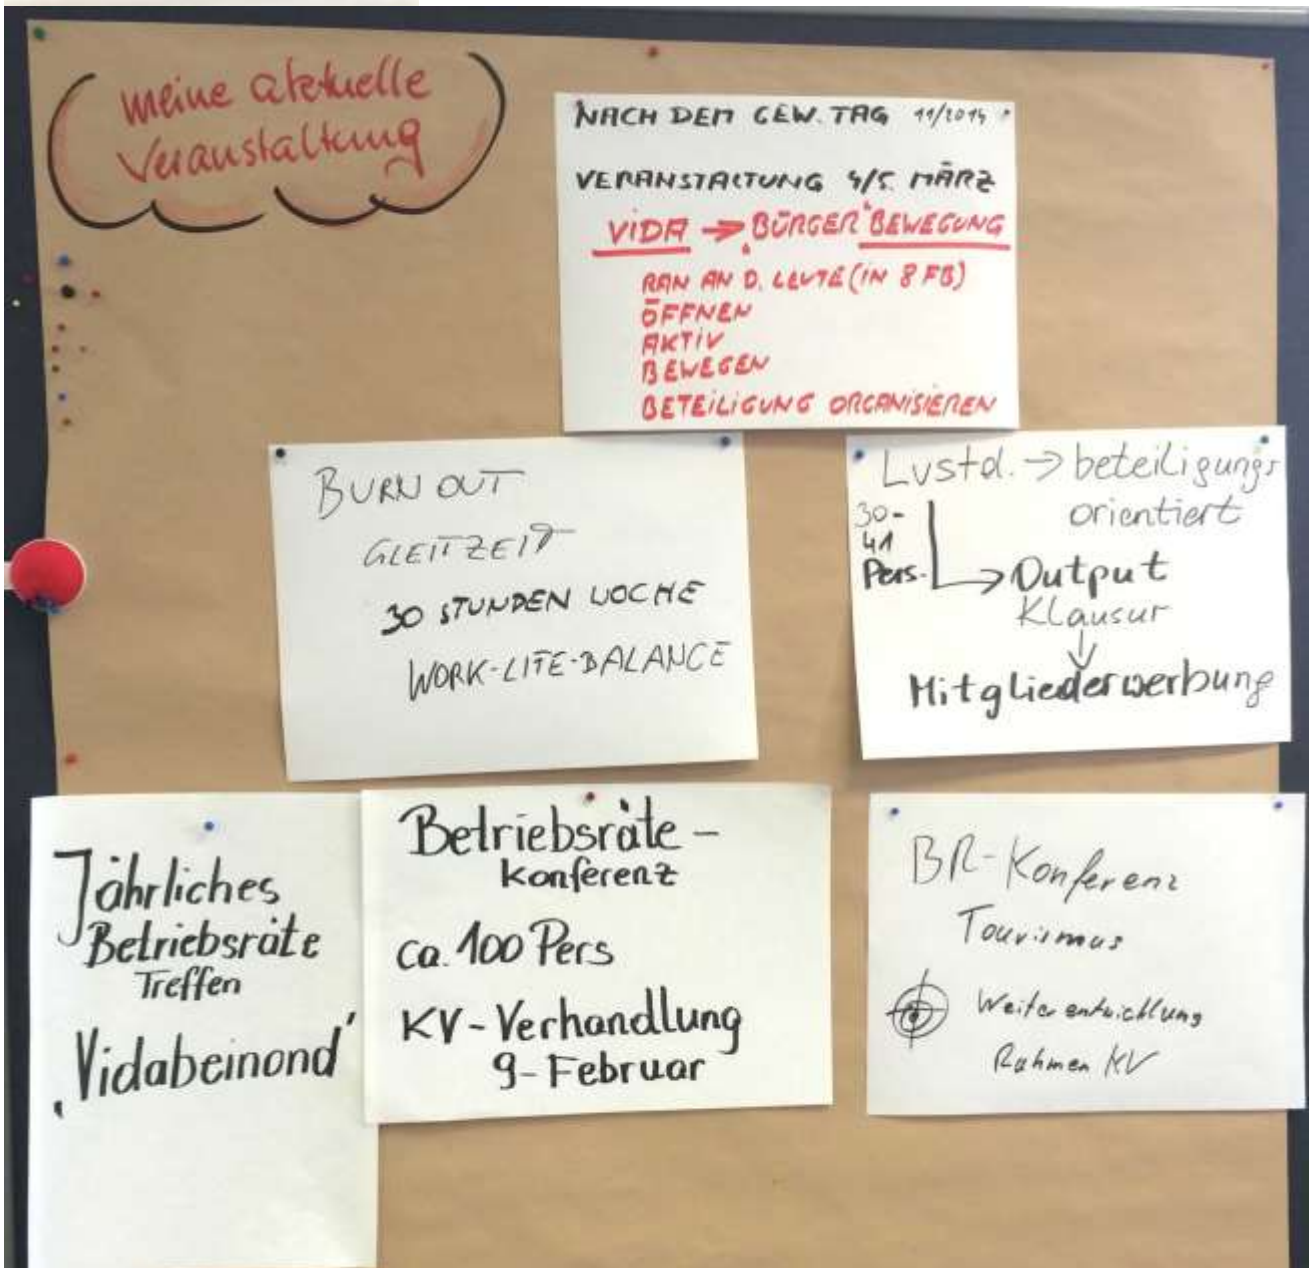 meine aktuelle
Veranstaltung
NACH DEM GEW. TAG 11/2014
VERANSTALTUNG 4/5. MÄRZ
VIDA → BÜRGER BEWEGUNG
RAN AN D. LEUTE (IN 8 FB)
ÖFFNEN
AKTIV
BEWEGEN
BETEILIGUNG ORGANISIEREN
BURN OUT
GLEITZEIT
30 STUNDEN WOCHE
WORK-LITE-BALANCE
Lvstd. → beteiligungs
orientiert
30-
41
Pers.
→ Output
Klausur
↓
Mitgliederwerbung
Jährliches
Betriebsräte
Treffen
‚Vidabeinond'
Betriebsräte -
Konferenz
ca. 100 Pers
KV-Verhandlung
9-Februar
BR-Konferenz
Tourismus
Weiterentwicklung
Rahmen KV